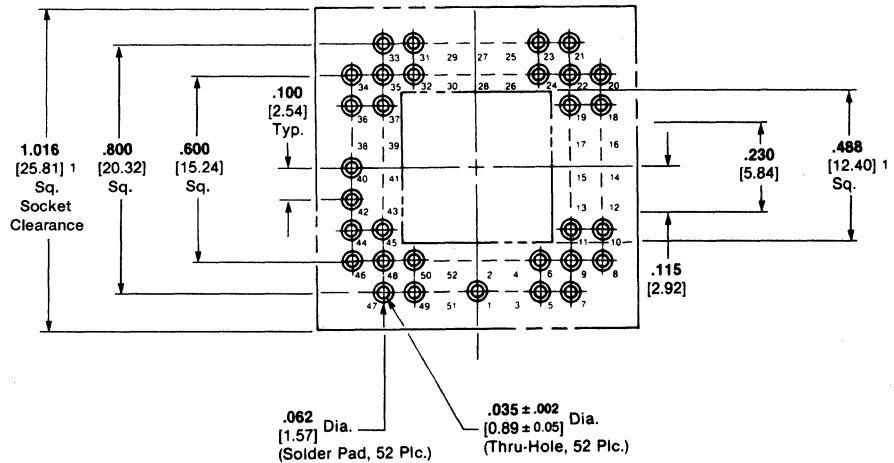 33 31 29 27 25 23 21
34 35 32 30 28 26 24 22 20
36 37 19 18
38 39 17 16
40 41 15 14
42 43 13 12
44 45 11 10
46 48 50 52 2 4 6 9 8
47 49 51 1 3 5 7
1.016
[25.81] 1
Sq.
Socket
Clearance
.800
[20.32]
Sq.
.600
[15.24]
Sq.
.100
[2.54]
Typ.
.230
[5.84]
.488
[12.40] 1
Sq.
.115
[2.92]
.062
[1.57] Dia.
(Solder Pad, 52 Plc.)
.035 ± .002
[0.89 ± 0.05] Dia.
(Thru-Hole, 52 Plc.)